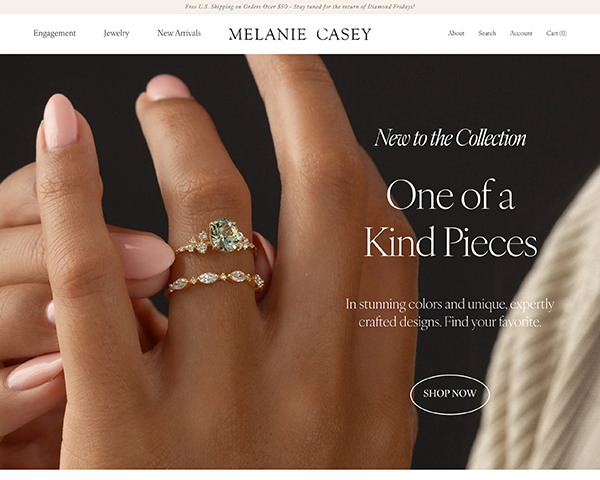 Free U.S. Shipping on Orders Over $50 - Stay tuned for the return of Diamond Fridays!
Engagement Jewelry New Arrivals MELANIE CASEY About Search Account Cart (0)
New to the Collection
One of a
Kind Pieces
In stunning colors and unique, expertly
crafted designs. Find your favorite.
SHOP NOW